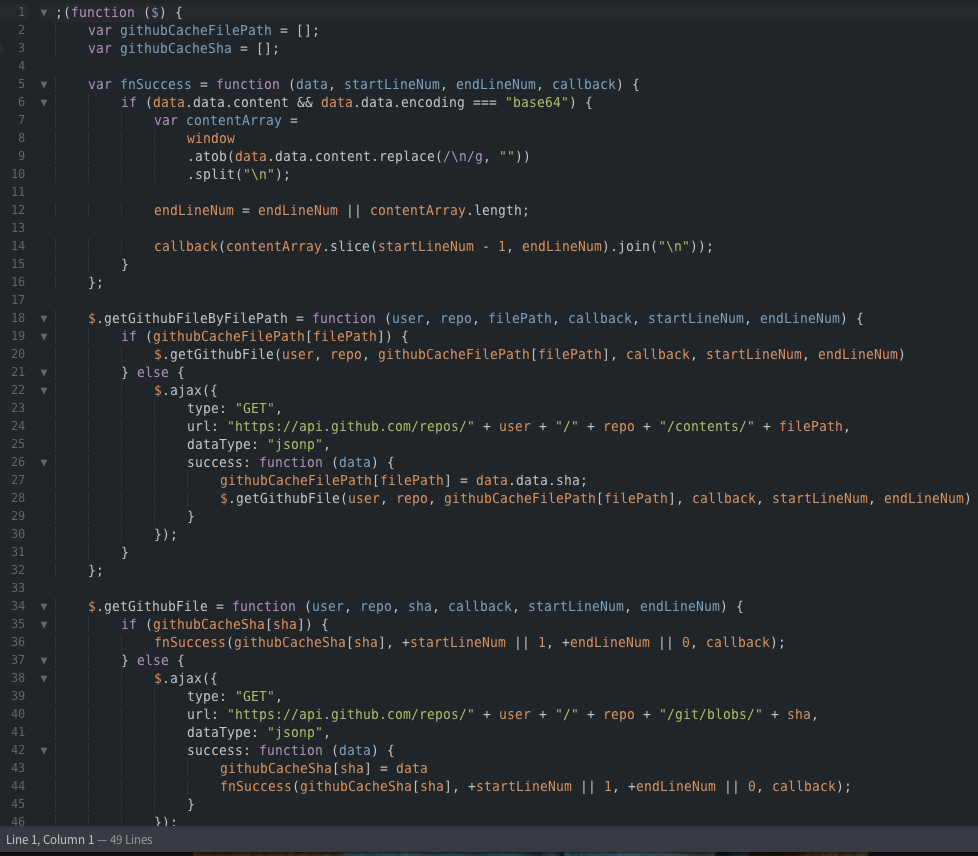 1 ▼ ;(function ($) {
2     var githubCacheFilePath = [];
3     var githubCacheSha = [];
4
5 ▼     var fnSuccess = function (data, startLineNum, endLineNum, callback) {
6 ▼         if (data.data.content && data.data.encoding === "base64") {
7             var contentArray =
8                 window
9                 .atob(data.data.content.replace(/\n/g, ""))
10                 .split("\n");
11
12             endLineNum = endLineNum || contentArray.length;
13
14             callback(contentArray.slice(startLineNum - 1, endLineNum).join("\n"));
15         }
16     };
17
18 ▼     $.getGithubFileByFilePath = function (user, repo, filePath, callback, startLineNum, endLineNum) {
19 ▼         if (githubCacheFilePath[filePath]) {
20             $.getGithubFile(user, repo, githubCacheFilePath[filePath], callback, startLineNum, endLineNum)
21 ▼         } else {
22 ▼             $.ajax({
23                 type: "GET",
24                 url: "https://api.github.com/repos/" + user + "/" + repo + "/contents/" + filePath,
25                 dataType: "jsonp",
26 ▼                 success: function (data) {
27                     githubCacheFilePath[filePath] = data.data.sha;
28                     $.getGithubFile(user, repo, githubCacheFilePath[filePath], callback, startLineNum, endLineNum)
29                 }
30             });
31         }
32     };
33
34 ▼     $.getGithubFile = function (user, repo, sha, callback, startLineNum, endLineNum) {
35 ▼         if (githubCacheSha[sha]) {
36             fnSuccess(githubCacheSha[sha], +startLineNum || 1, +endLineNum || 0, callback);
37 ▼         } else {
38 ▼             $.ajax({
39                 type: "GET",
40                 url: "https://api.github.com/repos/" + user + "/" + repo + "/git/blobs/" + sha,
41                 dataType: "jsonp",
42 ▼                 success: function (data) {
43                     githubCacheSha[sha] = data
44                     fnSuccess(githubCacheSha[sha], +startLineNum || 1, +endLineNum || 0, callback);
45                 }
46             });
Line 1, Column 1 — 49 Lines